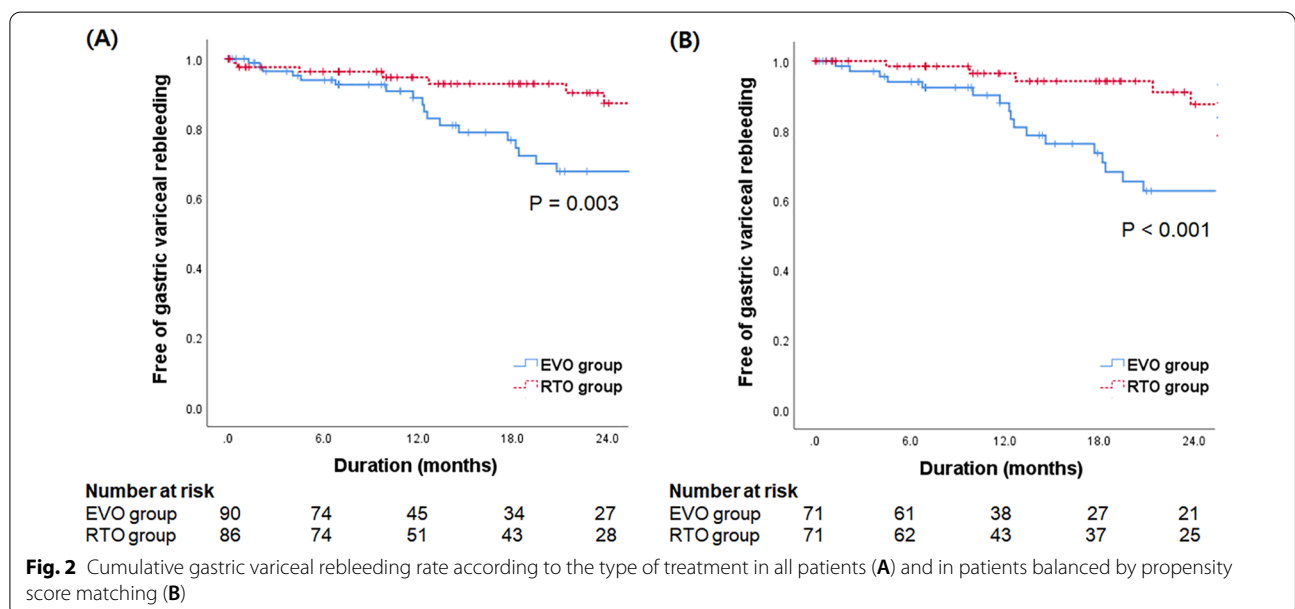 (A)
Free of gastric variceal rebleeding
1.0
0.8
0.6
0.4
0.2
0.0
P = 0.003
EVO group
RTO group
.0 6.0 12.0 18.0 24.0
Duration (months)
Number at risk
EVO group 90 74 45 34 27
RTO group 86 74 51 43 28
(B)
Free of gastric variceal rebleeding
1.0
0.8
0.6
0.4
0.2
0.0
P < 0.001
EVO group
RTO group
.0 6.0 12.0 18.0 24.0
Duration (months)
Number at risk
EVO group 71 61 38 27 21
RTO group 71 62 43 37 25
Fig. 2 Cumulative gastric variceal rebleeding rate according to the type of treatment in all patients (A) and in patients balanced by propensity
score matching (B)